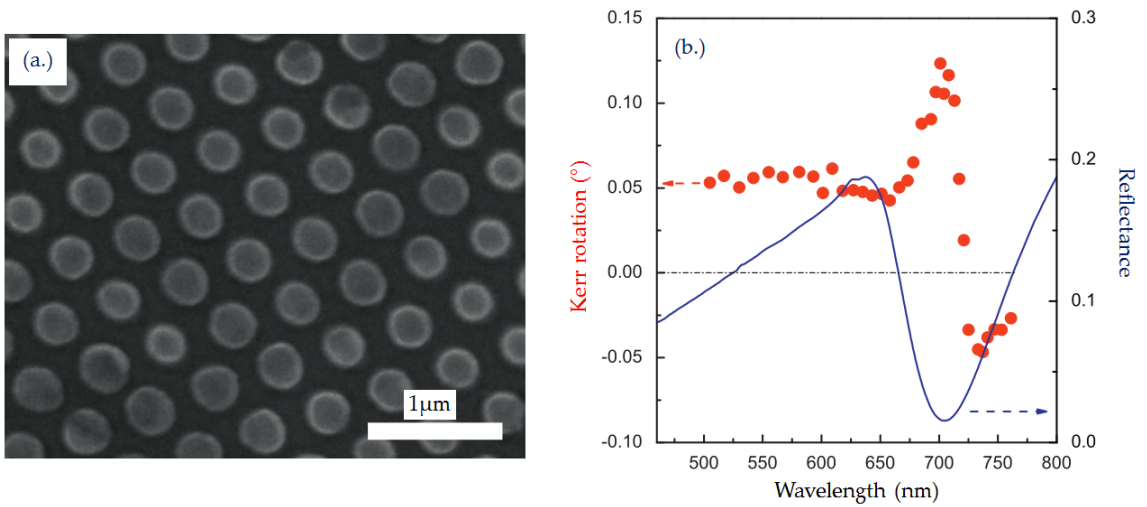 (a.)
1μm
(b.)
0.15
0.10
0.05
0.00
-0.05
-0.10
Kerr rotation (°)
0.3
0.2
0.1
0.0
Reflectance
500 550 600 650 700 750 800
Wavelength (nm)